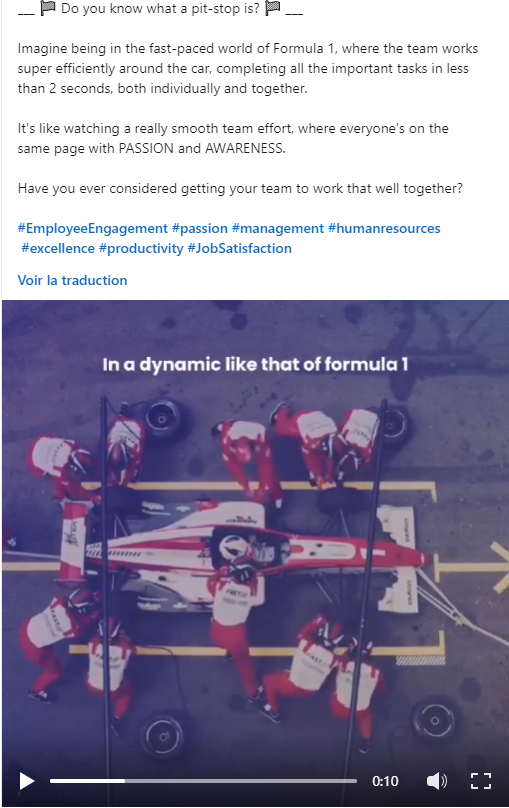 ___ 🏁 Do you know what a pit-stop is? 🏁 ___
Imagine being in the fast-paced world of Formula 1, where the team works
super efficiently around the car, completing all the important tasks in less
than 2 seconds, both individually and together.
It's like watching a really smooth team effort, where everyone's on the
same page with PASSION and AWARENESS.
Have you ever considered getting your team to work that well together?
#EmployeeEngagement #passion #management #humanresources
#excellence #productivity #JobSatisfaction
Voir la traduction
In a dynamic like that of formula 1
0:10